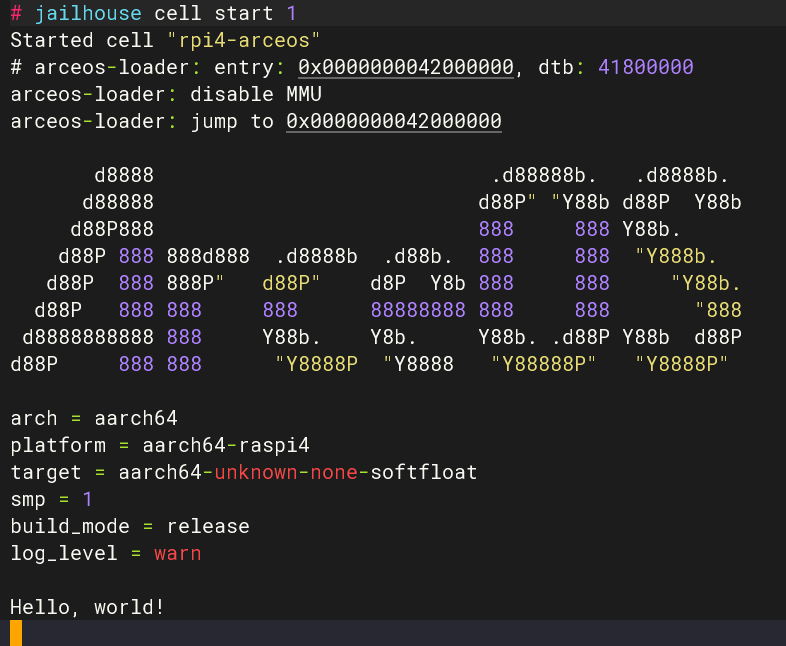 # jailhouse cell start 1
Started cell "rpi4-arceos"
# arceos-loader: entry: 0x0000000042000000, dtb: 41800000
arceos-loader: disable MMU
arceos-loader: jump to 0x0000000042000000

       d8888                            .d88888b.   .d8888b.
      d88888                           d88P" "Y88b d88P  Y88b
     d88P888                           888     888 Y88b.
    d88P 888 888d888  .d8888b  .d88b.  888     888  "Y888b.
   d88P  888 888P"   d88P"    d8P  Y8b 888     888     "Y88b.
  d88P   888 888     888      88888888 888     888       "888
 d8888888888 888     Y88b.    Y8b.     Y88b. .d88P Y88b  d88P
d88P     888 888      "Y8888P  "Y8888   "Y88888P"   "Y8888P"

arch = aarch64
platform = aarch64-raspi4
target = aarch64-unknown-none-softfloat
smp = 1
build_mode = release
log_level = warn

Hello, world!